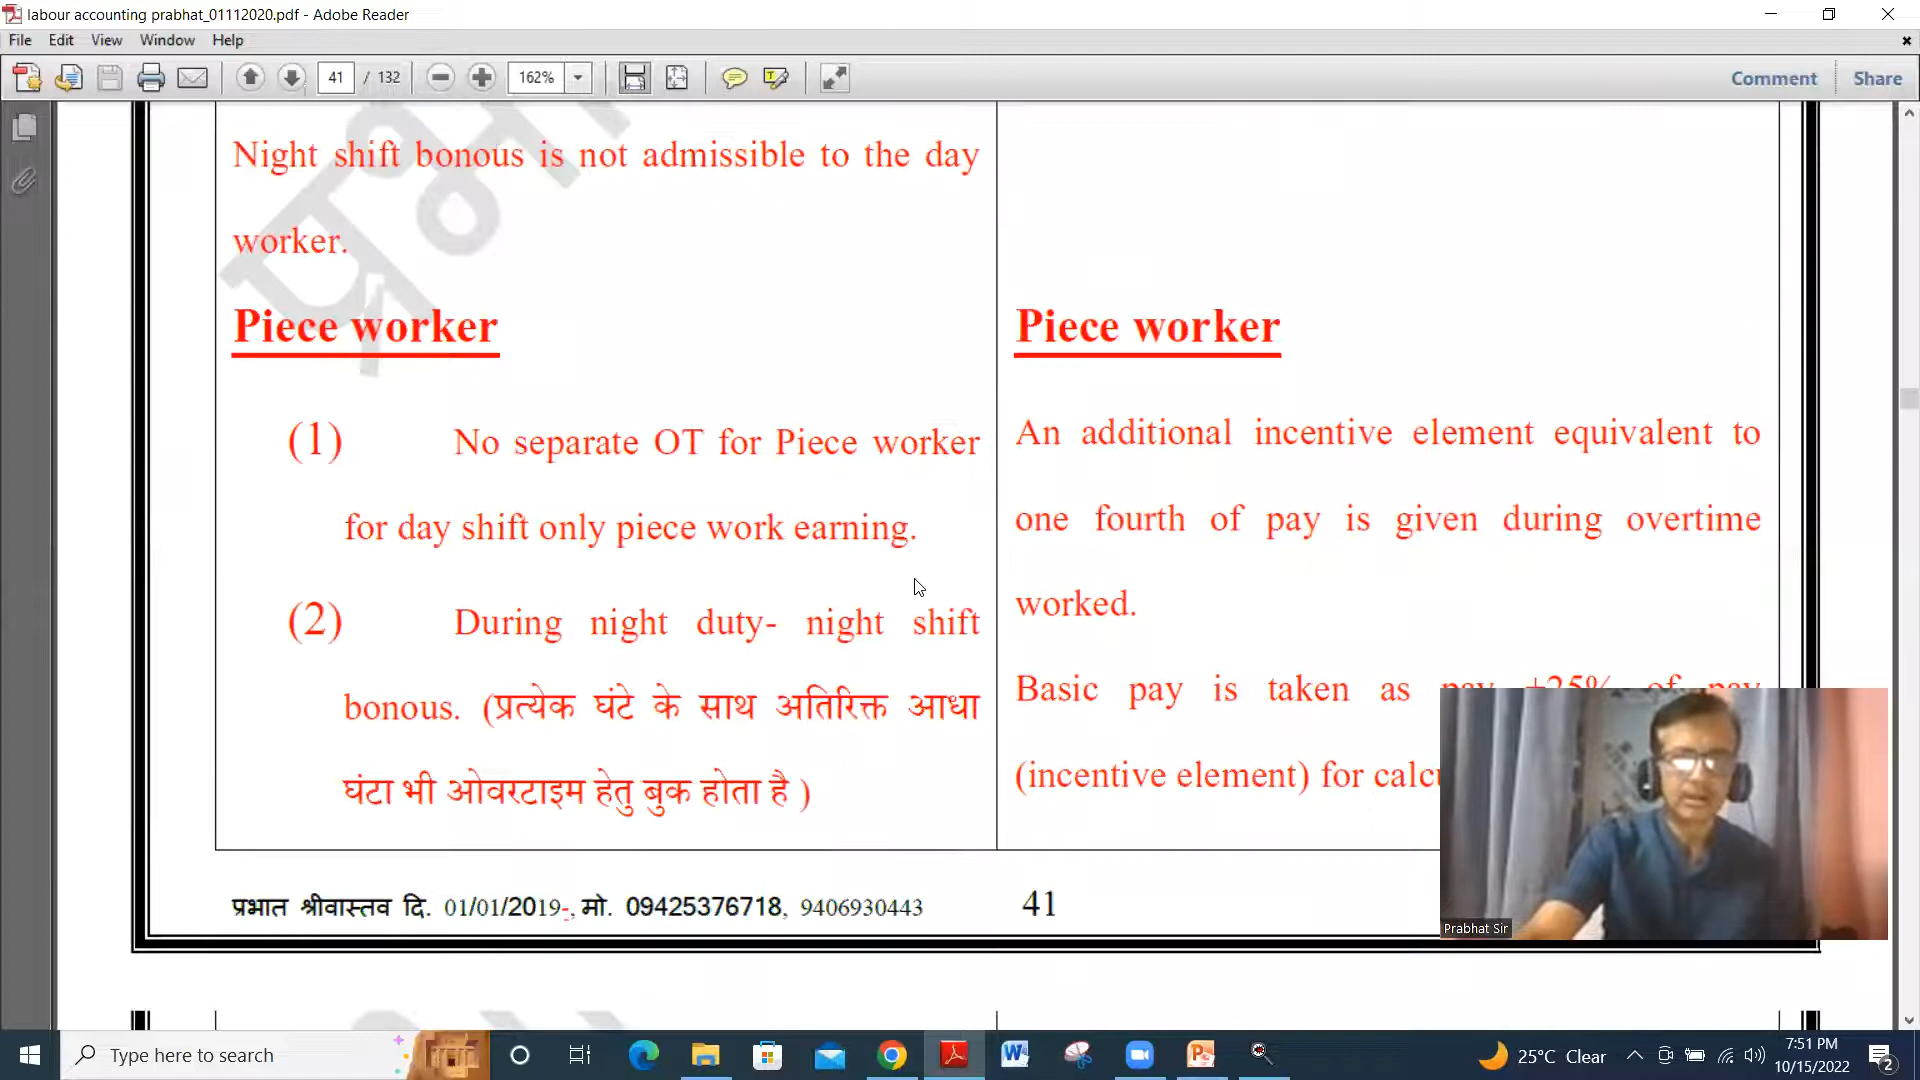 labour accounting prabhat_01112020.pdf - Adobe Reader
File Edit View Window Help
41 / 132 162% Comment Share
Night shift bonous is not admissible to the day
worker.
Piece worker
(1) No separate OT for Piece worker
for day shift only piece work earning.
(2) During night duty- night shift
bonous. (प्रत्येक घंटे के साथ अतिरिक्त आधा
घंटा भी ओवरटाइम हेतु बुक होता है )
Piece worker
An additional incentive element equivalent to
one fourth of pay is given during overtime
worked.
Basic pay is taken as pay +25% of pay
(incentive element) for
प्रभात श्रीवास्तव दि. 01/01/2019-, मो. 09425376718, 9406930443 41
Prabhat Sir
Type here to search
25°C Clear
7:51 PM
10/15/2022
2